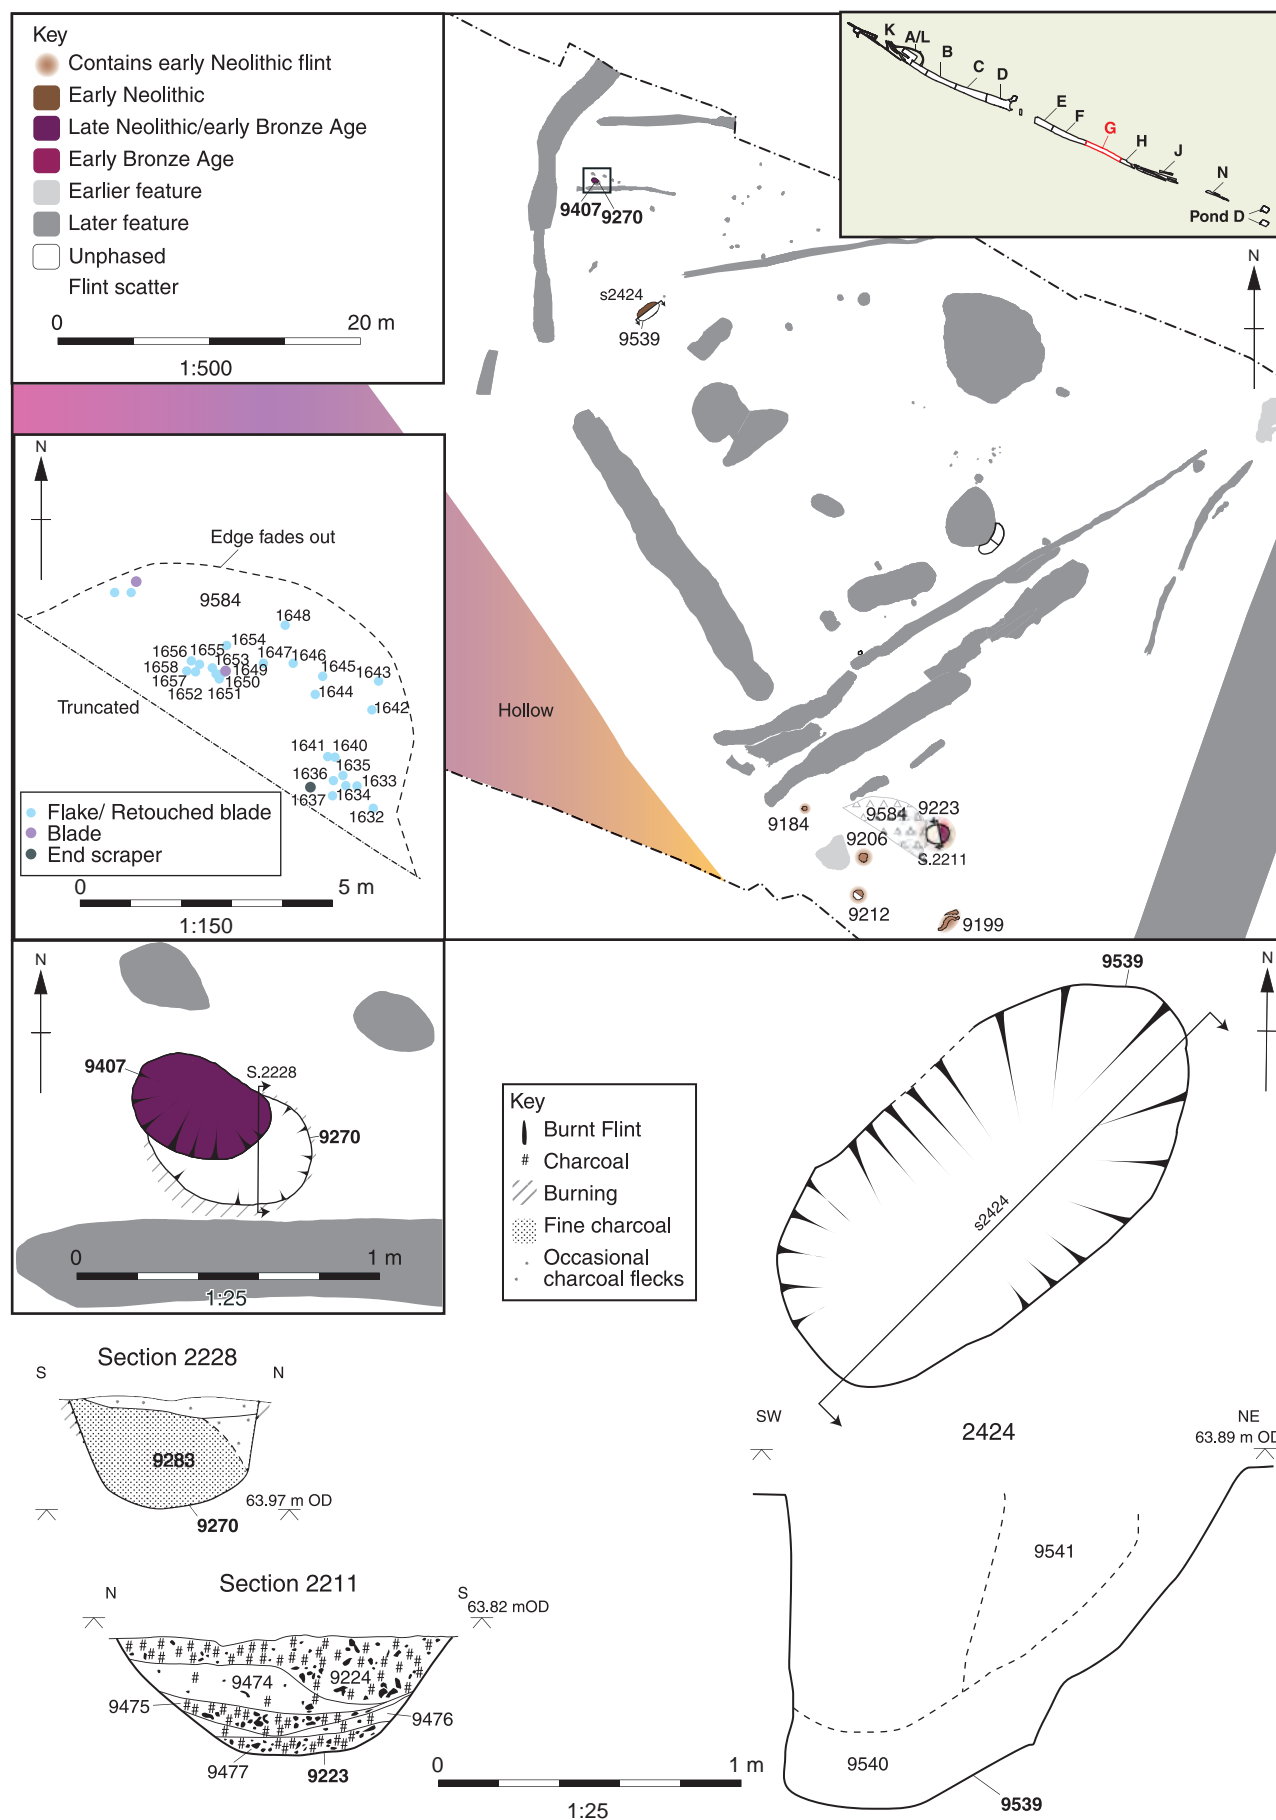 Key
Contains early Neolithic flint
Early Neolithic
Late Neolithic/early Bronze Age
Early Bronze Age
Earlier feature
Later feature
Unphased
Flint scatter
0 20 m
1:500
K
A/L
B
C
D
E
F
G
H
J
N
Pond D
N
9407 9270
s2424
9539
Hollow
9184
9584
9223
9206
S.2211
9212
9199
N
Edge fades out
9584
1648
1654
1656 1655
1653
1647 1646
1658
1649
1645 1643
1657
1650
1652 1651
1644
1642
Truncated
1641 1640
1635
1636
1633
1637
1634
1632
Flake/ Retouched blade
Blade
End scraper
0 5 m
1:150
N
9407
S.2228
9270
0 1 m
1:25
Key
Burnt Flint
Charcoal
Burning
Fine charcoal
Occasional
charcoal flecks
9539
N
s2424
Section 2228
S N
9283
63.97 m OD
9270
SW NE
2424
63.89 m OD
9541
9540
9539
Section 2211
N S
63.82 mOD
9474
9224
9475
9476
9477
9223
0 1 m
1:25